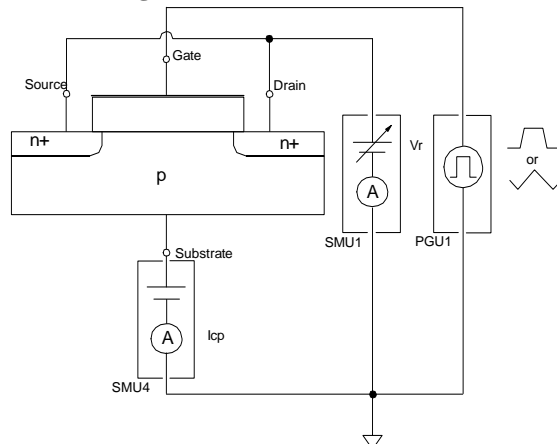 Gate
Source
Drain
n+
n+
p
Vr
or
A
SMU1
PGU1
Substrate
A
Icp
SMU4